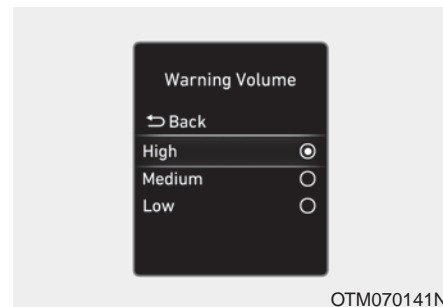 Warning Volume
Back
High
Medium
Low
OTM070141N